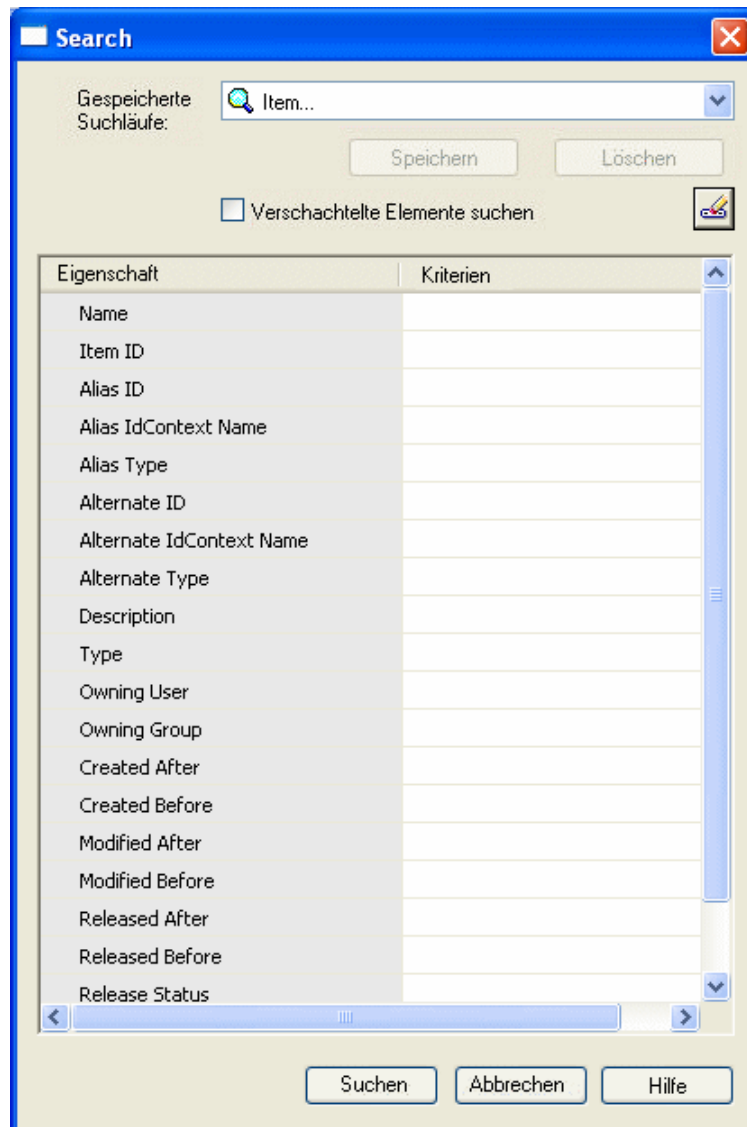 Search
Gespeicherte
Suchläufe:
Item...
Speichern Löschen
Verschachtelte Elemente suchen
Eigenschaft Kriterien
Name
Item ID
Alias ID
Alias IdContext Name
Alias Type
Alternate ID
Alternate IdContext Name
Alternate Type
Description
Type
Owning User
Owning Group
Created After
Created Before
Modified After
Modified Before
Released After
Released Before
Release Status
Suchen Abbrechen Hilfe